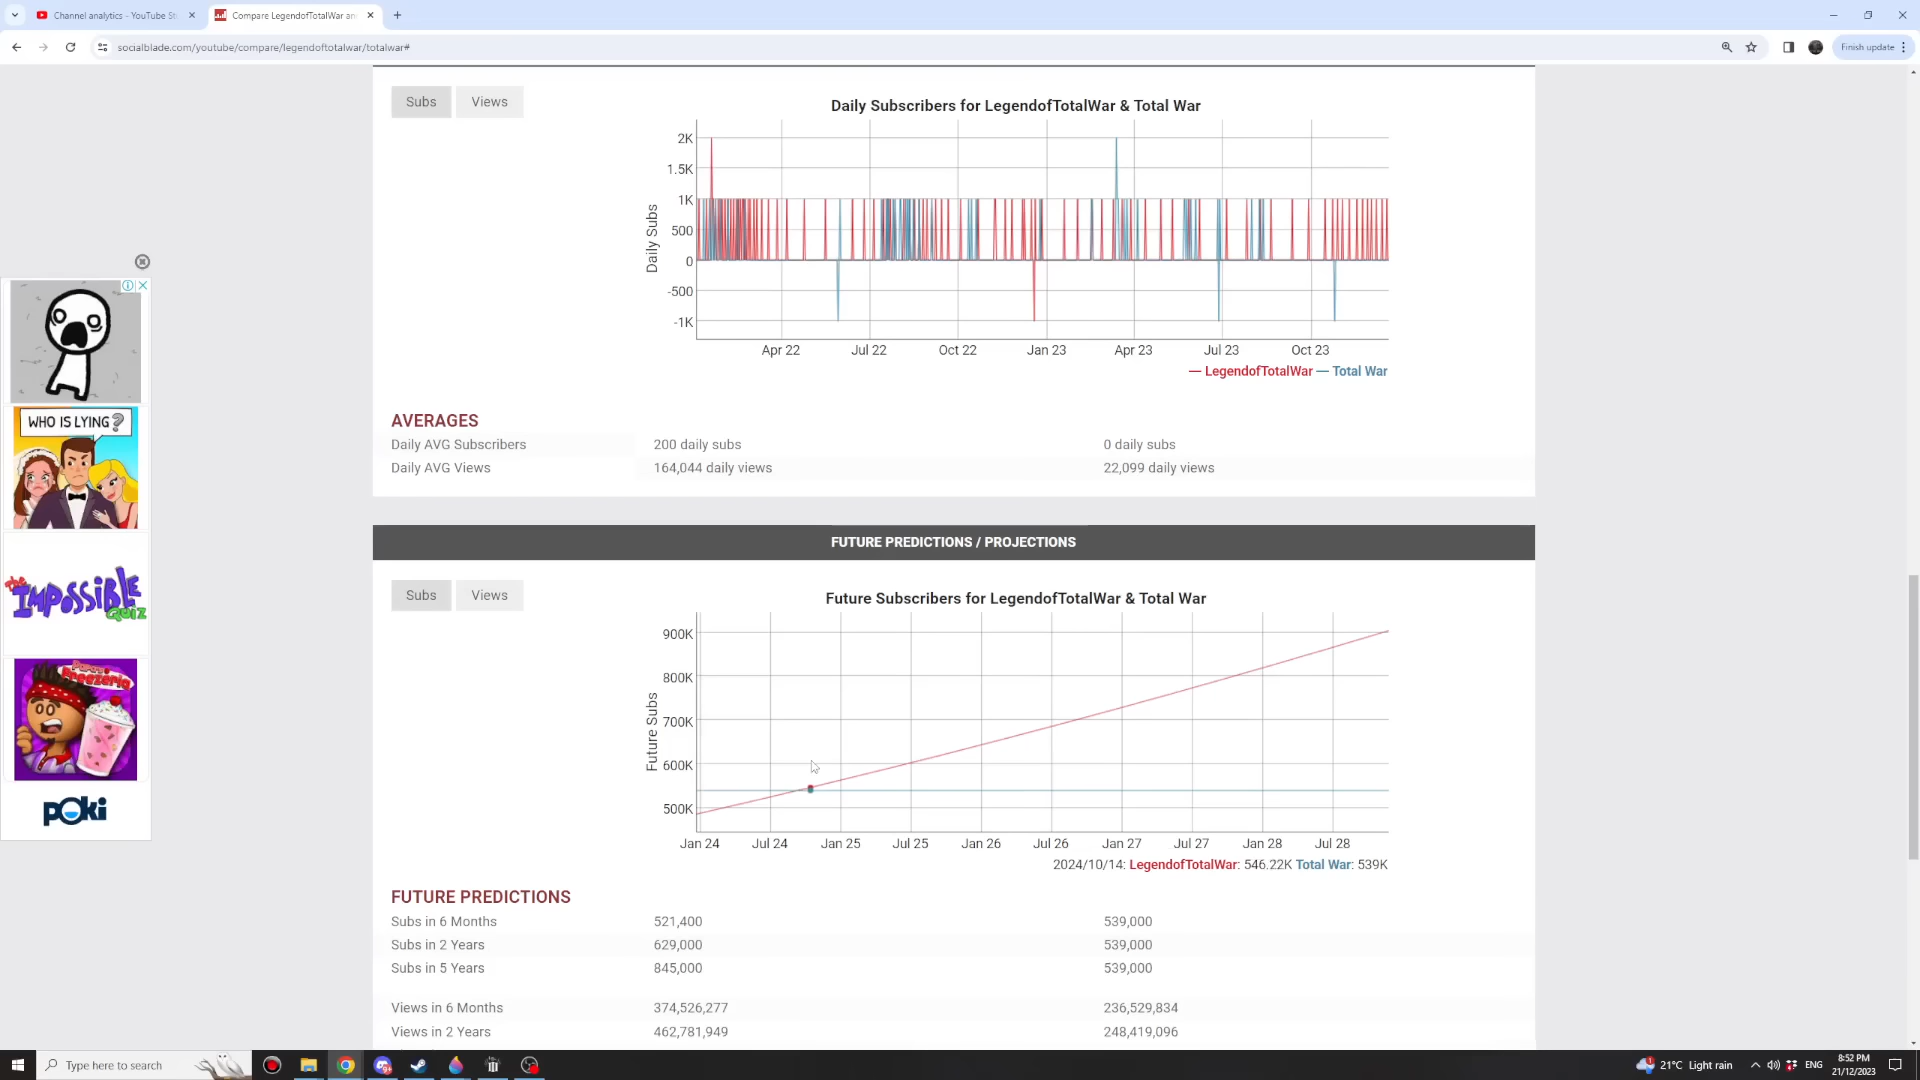 Channel analytics - YouTube St
Compare LegendofTotalWar an
socialblade.com/youtube/compare/legendoftotalwar/totalwar#
Finish update
Subs
Views
Daily Subscribers for LegendofTotalWar & Total War
Daily Subs
2K
1.5K
1K
500
0
-500
-1K
Apr 22
Jul 22
Oct 22
Jan 23
Apr 23
Jul 23
Oct 23
— LegendofTotalWar — Total War
AVERAGES
Daily AVG Subscribers
200 daily subs
0 daily subs
Daily AVG Views
164,044 daily views
22,099 daily views
WHO IS LYING?
the IMPOSSIBLE QUIZ
Papa's Freezeria
POKI
FUTURE PREDICTIONS / PROJECTIONS
Subs
Views
Future Subscribers for LegendofTotalWar & Total War
Future Subs
900K
800K
700K
600K
500K
Jan 24
Jul 24
Jan 25
Jul 25
Jan 26
Jul 26
Jan 27
Jul 27
Jan 28
Jul 28
2024/10/14: LegendofTotalWar: 546.22K Total War: 539K
FUTURE PREDICTIONS
Subs in 6 Months
521,400
539,000
Subs in 2 Years
629,000
539,000
Subs in 5 Years
845,000
539,000
Views in 6 Months
374,526,277
236,529,834
Views in 2 Years
462,781,949
248,419,096
Type here to search
21°C Light rain
ENG
8:52 PM
21/12/2023